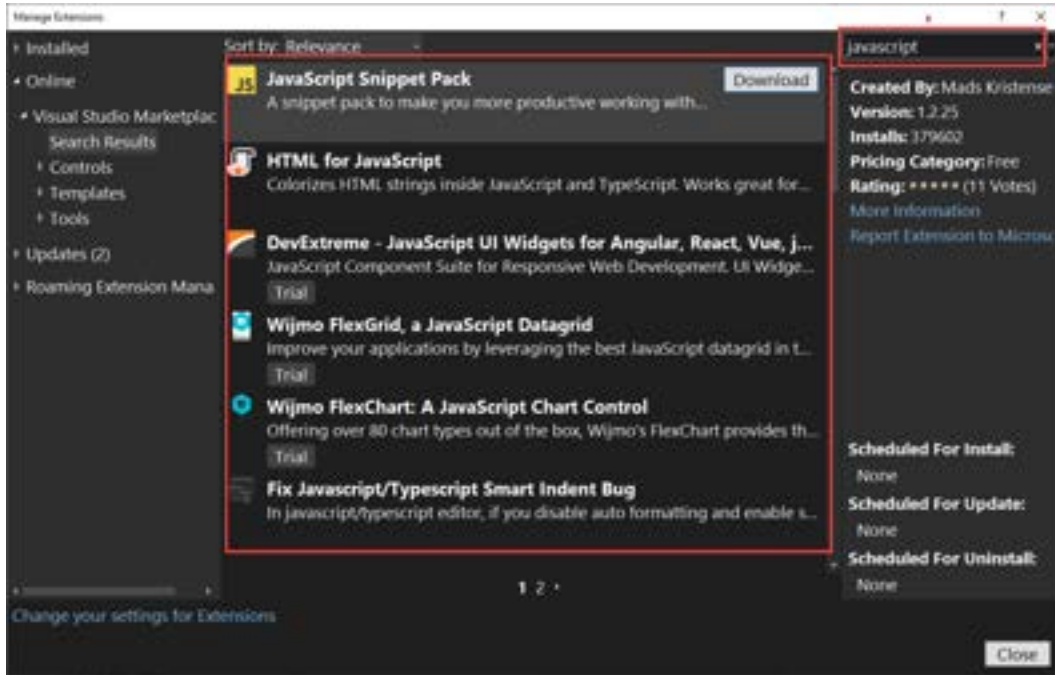 Manage Extensions
? ×
Installed
Online
Visual Studio Marketplac
Search Results
Controls
Templates
Tools
Updates (2)
Roaming Extension Mana
Change your settings for Extensions
Sort by: Relevance
JS
JavaScript Snippet Pack
Download
A snippet pack to make you more productive working with...
HTML for JavaScript
Colorizes HTML strings inside JavaScript and TypeScript. Works great for...
DevExtreme - JavaScript UI Widgets for Angular, React, Vue, j...
JavaScript Component Suite for Responsive Web Development. UI Widge...
Trial
Wijmo FlexGrid, a JavaScript Datagrid
Improve your applications by leveraging the best JavaScript datagrid in t...
Trial
Wijmo FlexChart: A JavaScript Chart Control
Offering over 80 chart types out of the box, Wijmo's FlexChart provides th...
Trial
Fix Javascript/Typescript Smart Indent Bug
In javascript/typescript editor, if you disable auto formatting and enable s...
1 2
javascript
Created By: Mads Kristense
Version: 1.2.25
Installs: 379602
Pricing Category: Free
Rating: ***** (11 Votes)
More Information
Report Extension to Microso
Scheduled For Install:
None
Scheduled For Update:
None
Scheduled For Uninstall:
None
Close